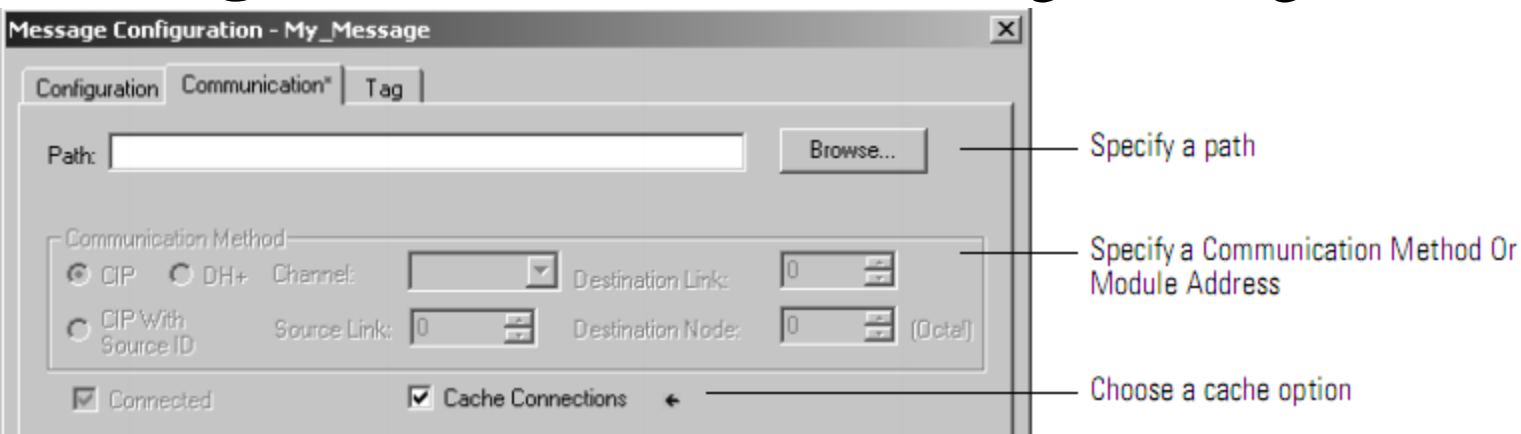 Message Configuration - My_Message
Configuration Communication* Tag
Path: Browse... Specify a path
Communication Method
CIP DH+ Channel: Destination Link: 0
Specify a Communication Method Or
Module Address
CIP With
Source ID
Source Link: 0 Destination Node: 0 (Octal)
Connected Cache Connections ← Choose a cache option